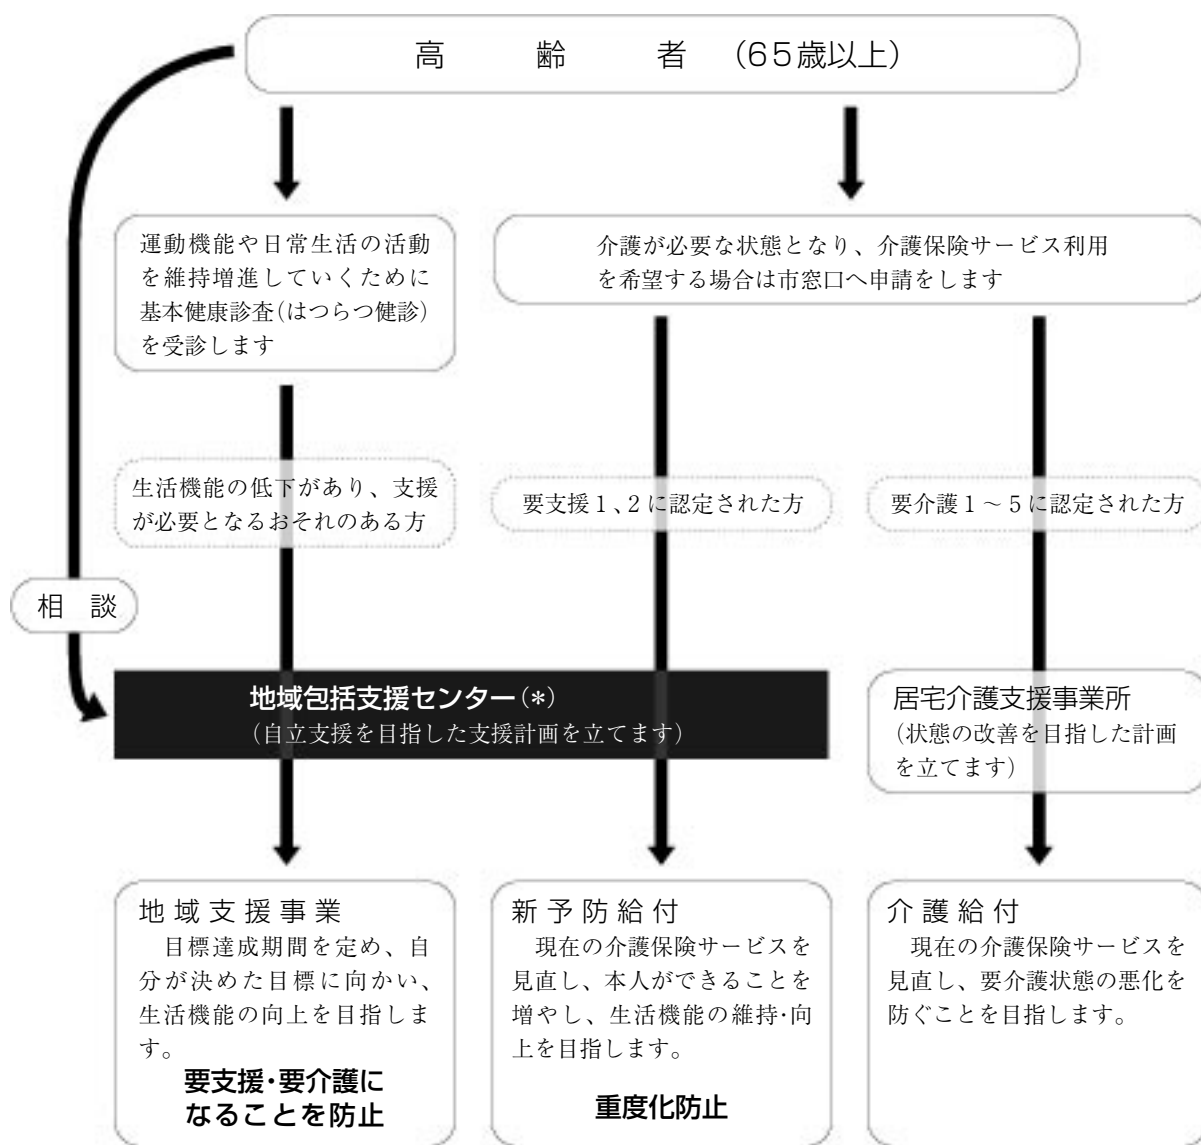 高齢者（65歳以上）
運動機能や日常生活の活動
を維持増進していくために
基本健康診査（はつらつ健診）
を受診します
介護が必要な状態となり、介護保険サービス利用
を希望する場合は市窓口へ申請をします
生活機能の低下があり、支援
が必要となるおそれのある方
要支援1、2に認定された方
要介護1～5に認定された方
相談
地域包括支援センター（*）
（自立支援を目指した支援計画を立てます）
居宅介護支援事業所
（状態の改善を目指した計画
を立てます）
地域支援事業
目標達成期間を定め、自
分が決めた目標に向かい、
生活機能の向上を目指しま
す。
要支援・要介護に
なることを防止
新予防給付
現在の介護保険サービスを
見直し、本人ができることを
増やし、生活機能の維持・向
上を目指します。
重度化防止
介護給付
現在の介護保険サービスを
見直し、要介護状態の悪化を
防ぐことを目指します。